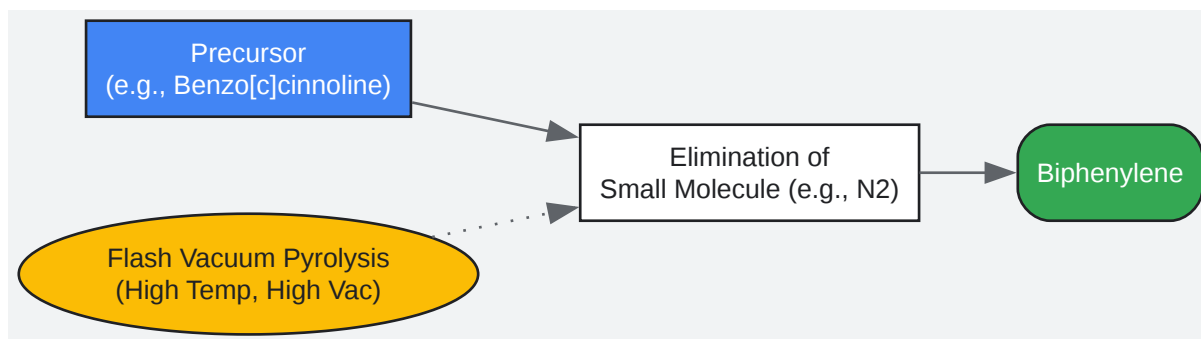 Precursor
(e.g., Benzo[c]cinnoline)
Elimination of
Small Molecule (e.g., N2)
Biphenylene
Flash Vacuum Pyrolysis
(High Temp, High Vac)